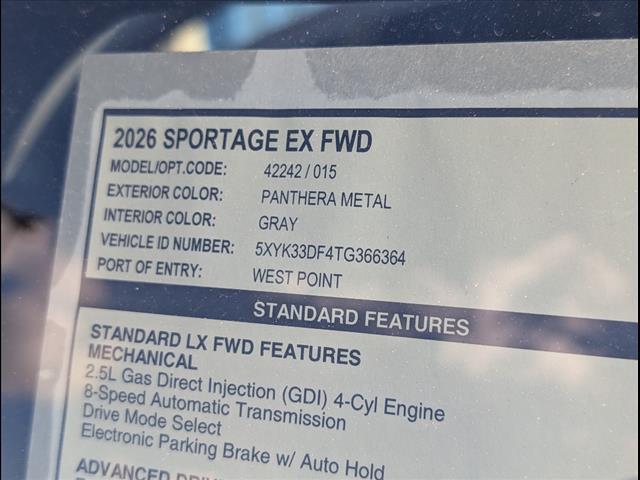 2026 SPORTAGE EX FWD
MODEL/OPT.CODE: 42242 / 015
EXTERIOR COLOR: PANTHERA METAL
INTERIOR COLOR: GRAY
VEHICLE ID NUMBER: 5XYK33DF4TG366364
PORT OF ENTRY: WEST POINT
STANDARD FEATURES
STANDARD LX FWD FEATURES
MECHANICAL
2.5L Gas Direct Injection (GDI) 4-Cyl Engine
8-Speed Automatic Transmission
Drive Mode Select
Electronic Parking Brake w/ Auto Hold
ADVANCED